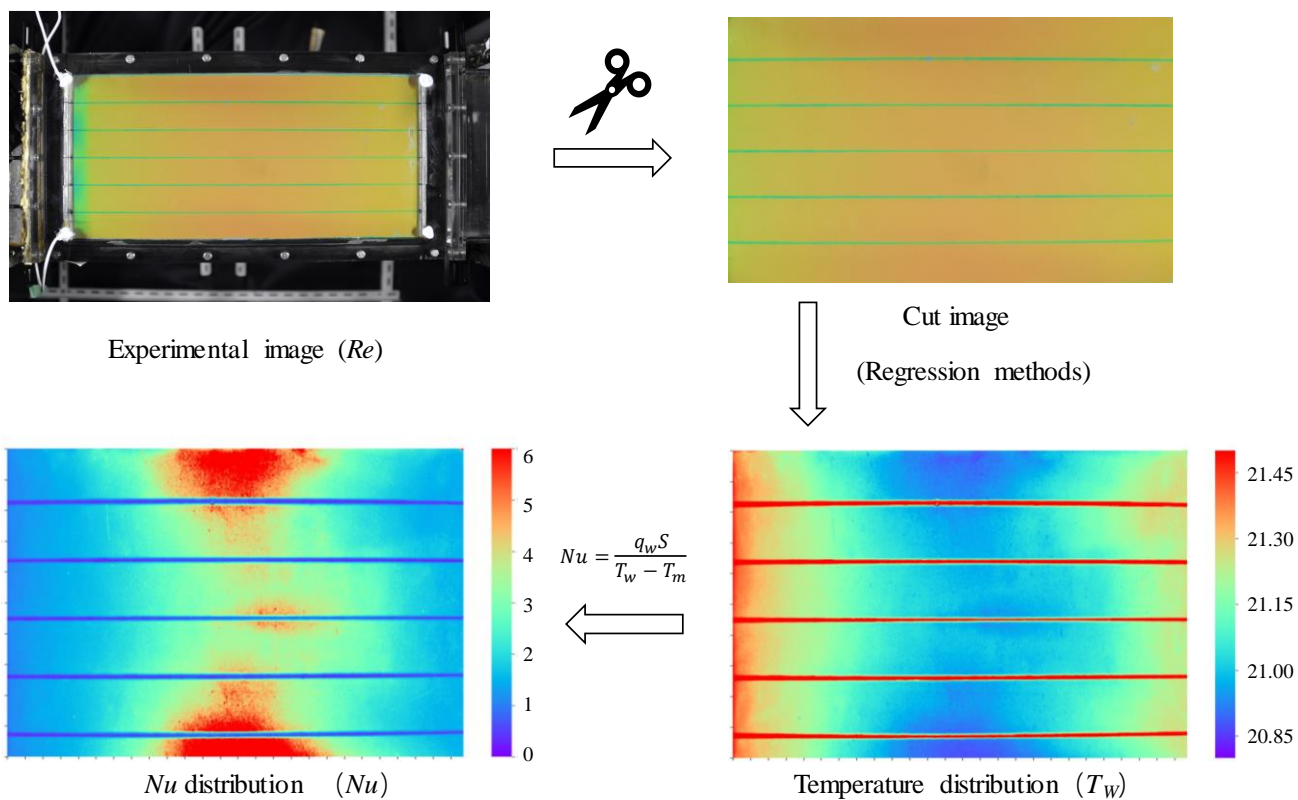 Experimental image (Re)
Cut image
(Regression methods)
6
5
4
3
2
1
0
Nu distribution (Nu)
Nu = q_w S / (T_w − T_m)
21.45
21.30
21.15
21.00
20.85
Temperature distribution (T_W)